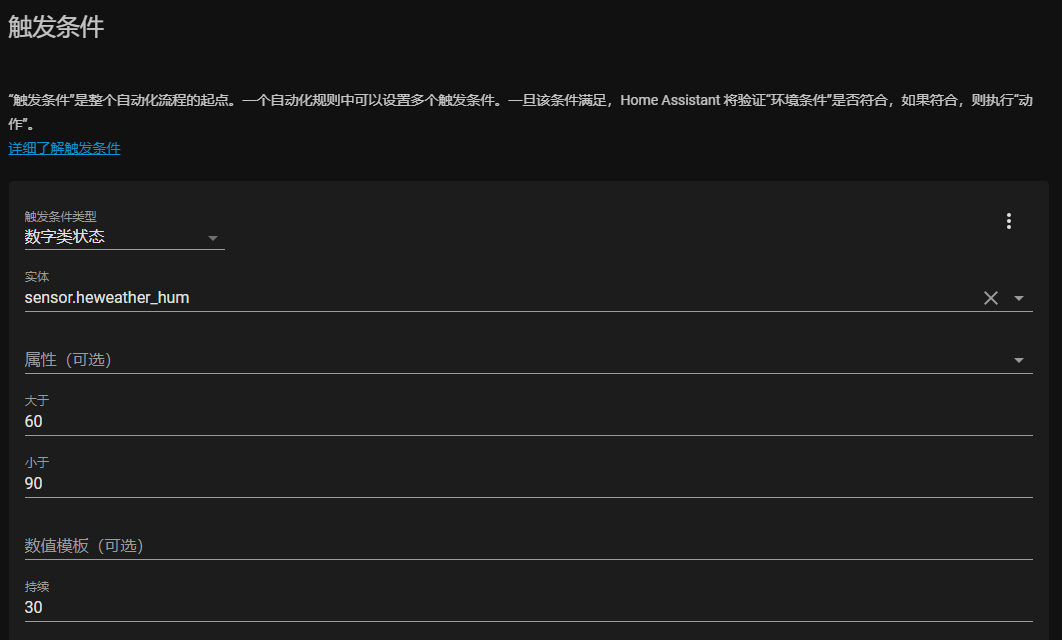 触发条件
“触发条件”是整个自动化流程的起点。一个自动化规则中可以设置多个触发条件。一旦该条件满足，Home Assistant 将验证“环境条件”是否符合，如果符合，则执行“动
作”。
详细了解触发条件
触发条件类型
数字类状态
实体
sensor.heweather_hum
属性（可选）
大于
60
小于
90
数值模板（可选）
持续
30